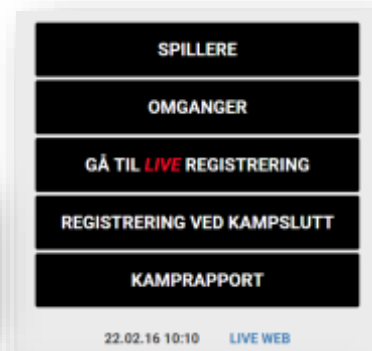 SPILLERE
OMGANGER
GÅ TIL LIVE REGISTRERING
REGISTRERING VED KAMPSLUTT
KAMPRAPPORT
22.02.16 10:10 LIVE WEB